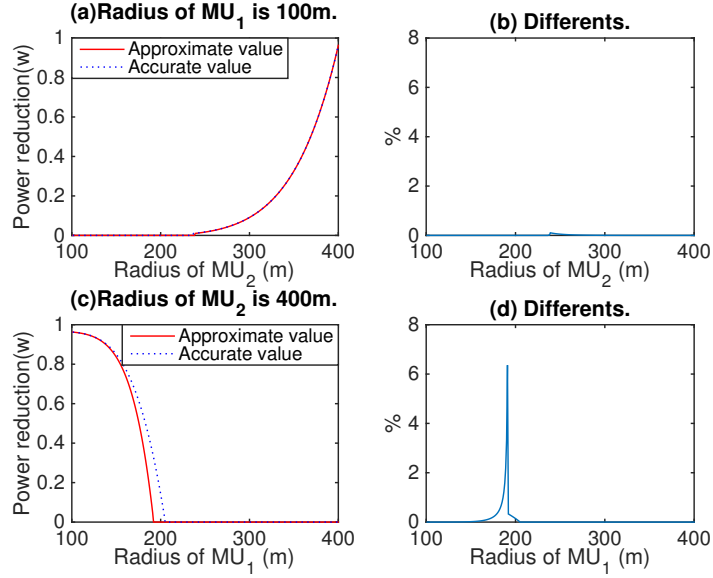 (a)Radius of MU1 is 100m.
Power reduction(w)
1
0.8
0.6
0.4
0.2
0
Approximate value
Accurate value
100 200 300 400
Radius of MU2 (m)
(b) Differents.
%
8
6
4
2
0
100 200 300 400
Radius of MU2 (m)
(c)Radius of MU2 is 400m.
Power reduction(w)
1
0.8
0.6
0.4
0.2
0
Approximate value
Accurate value
100 200 300 400
Radius of MU1 (m)
(d) Differents.
%
8
6
4
2
0
100 200 300 400
Radius of MU1 (m)